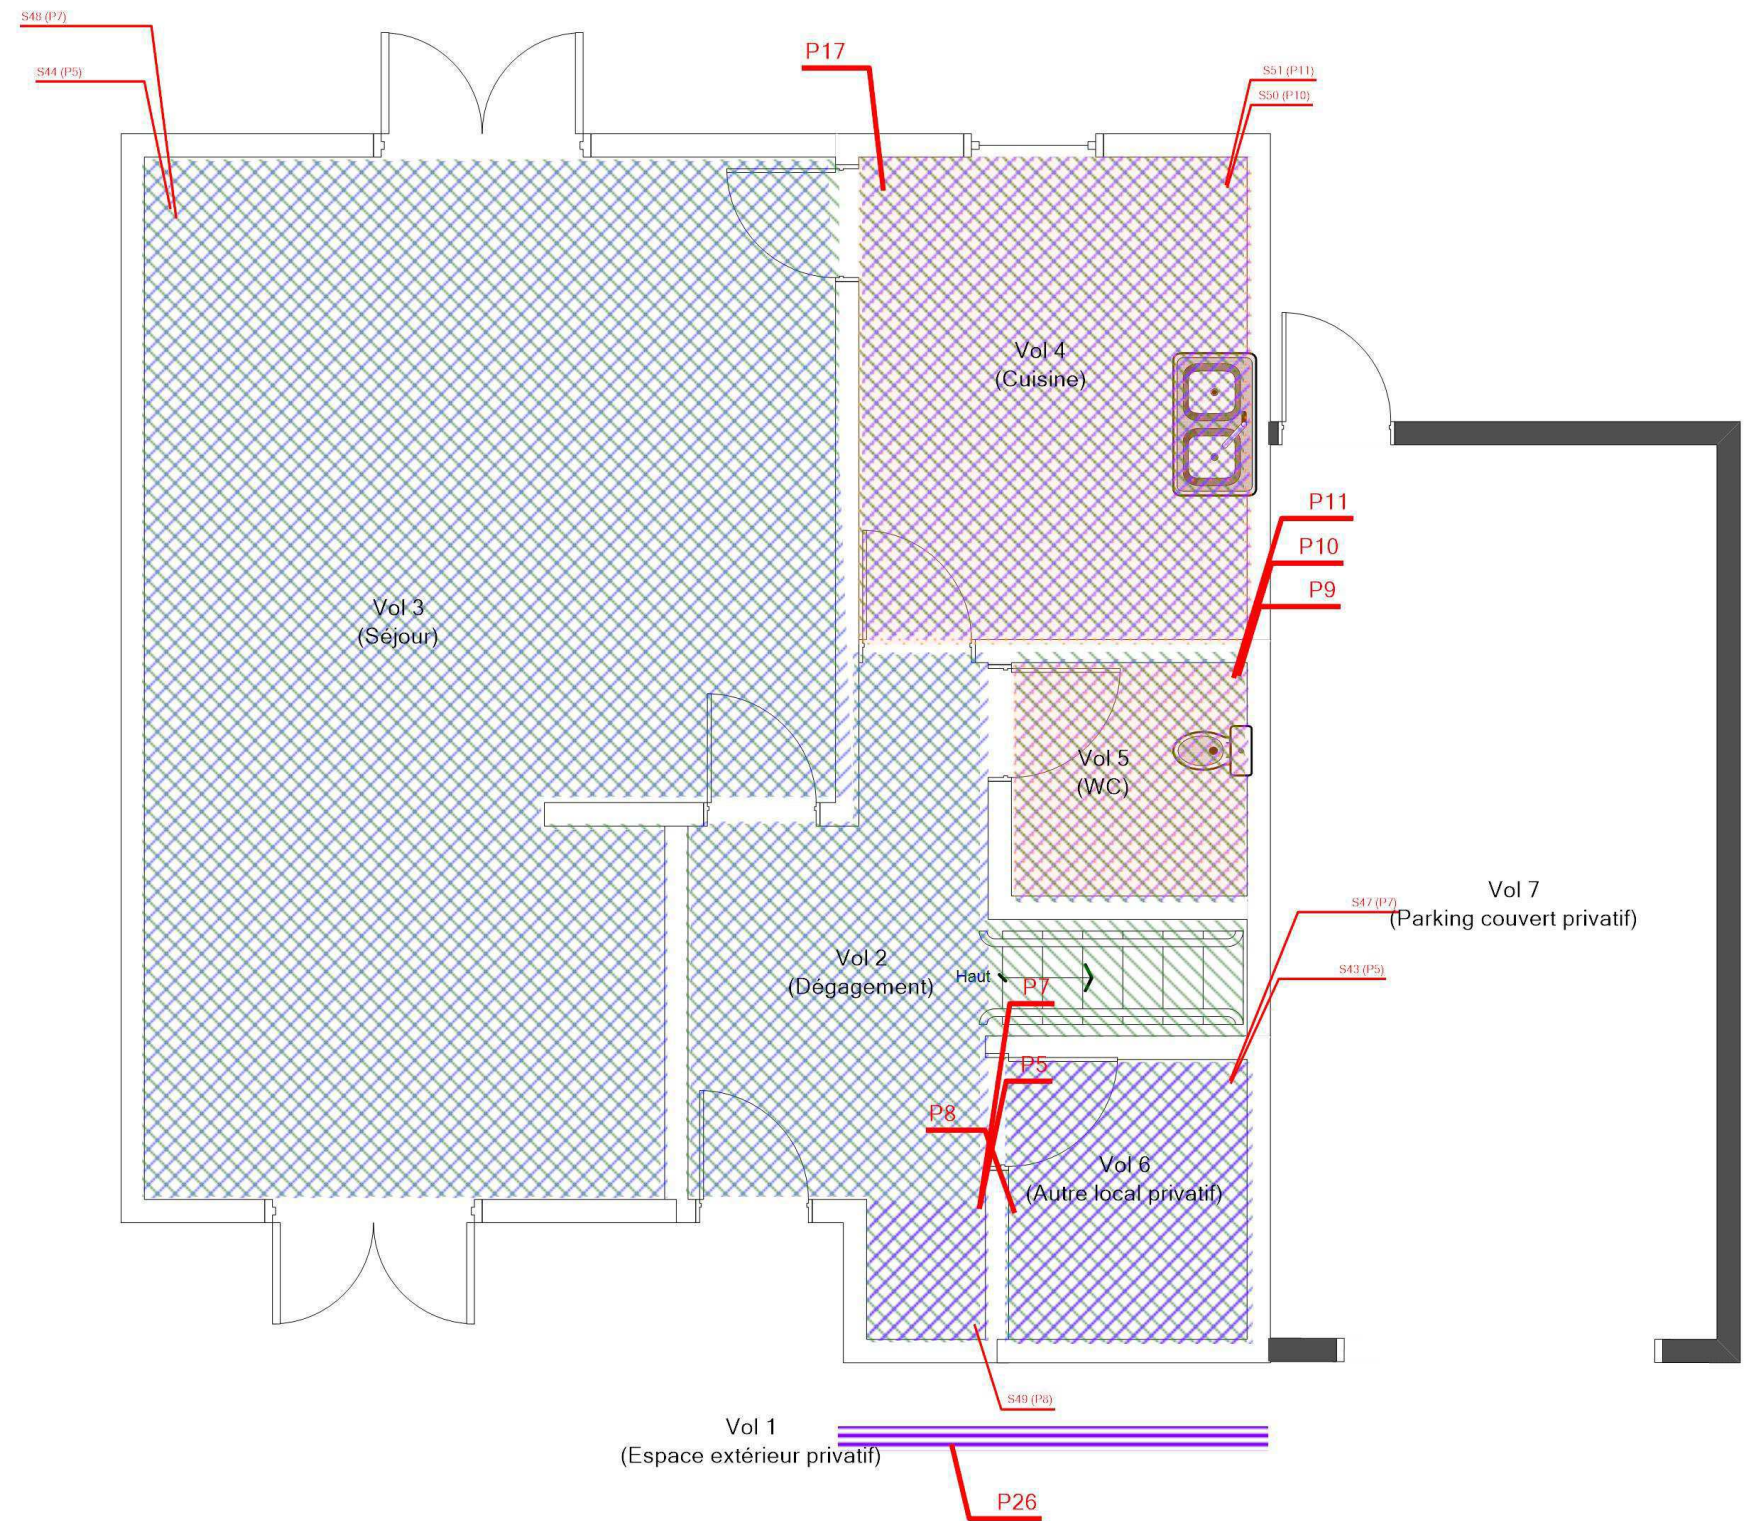 S48 (P7)
P17
S44 (P5)
S51 (P11)
S50 (P10)
Vol 4
(Cuisine)
P11
P10
P9
Vol 3
(Séjour)
Vol 5
(WC)
Vol 7
(Parking couvert privatif)
S47 (P7)
Vol 2
(Dégagement)
Haut
S43 (P5)
P7
P5
P8
Vol 6
(Autre local privatif)
S49 (P8)
Vol 1
(Espace extérieur privatif)
P26